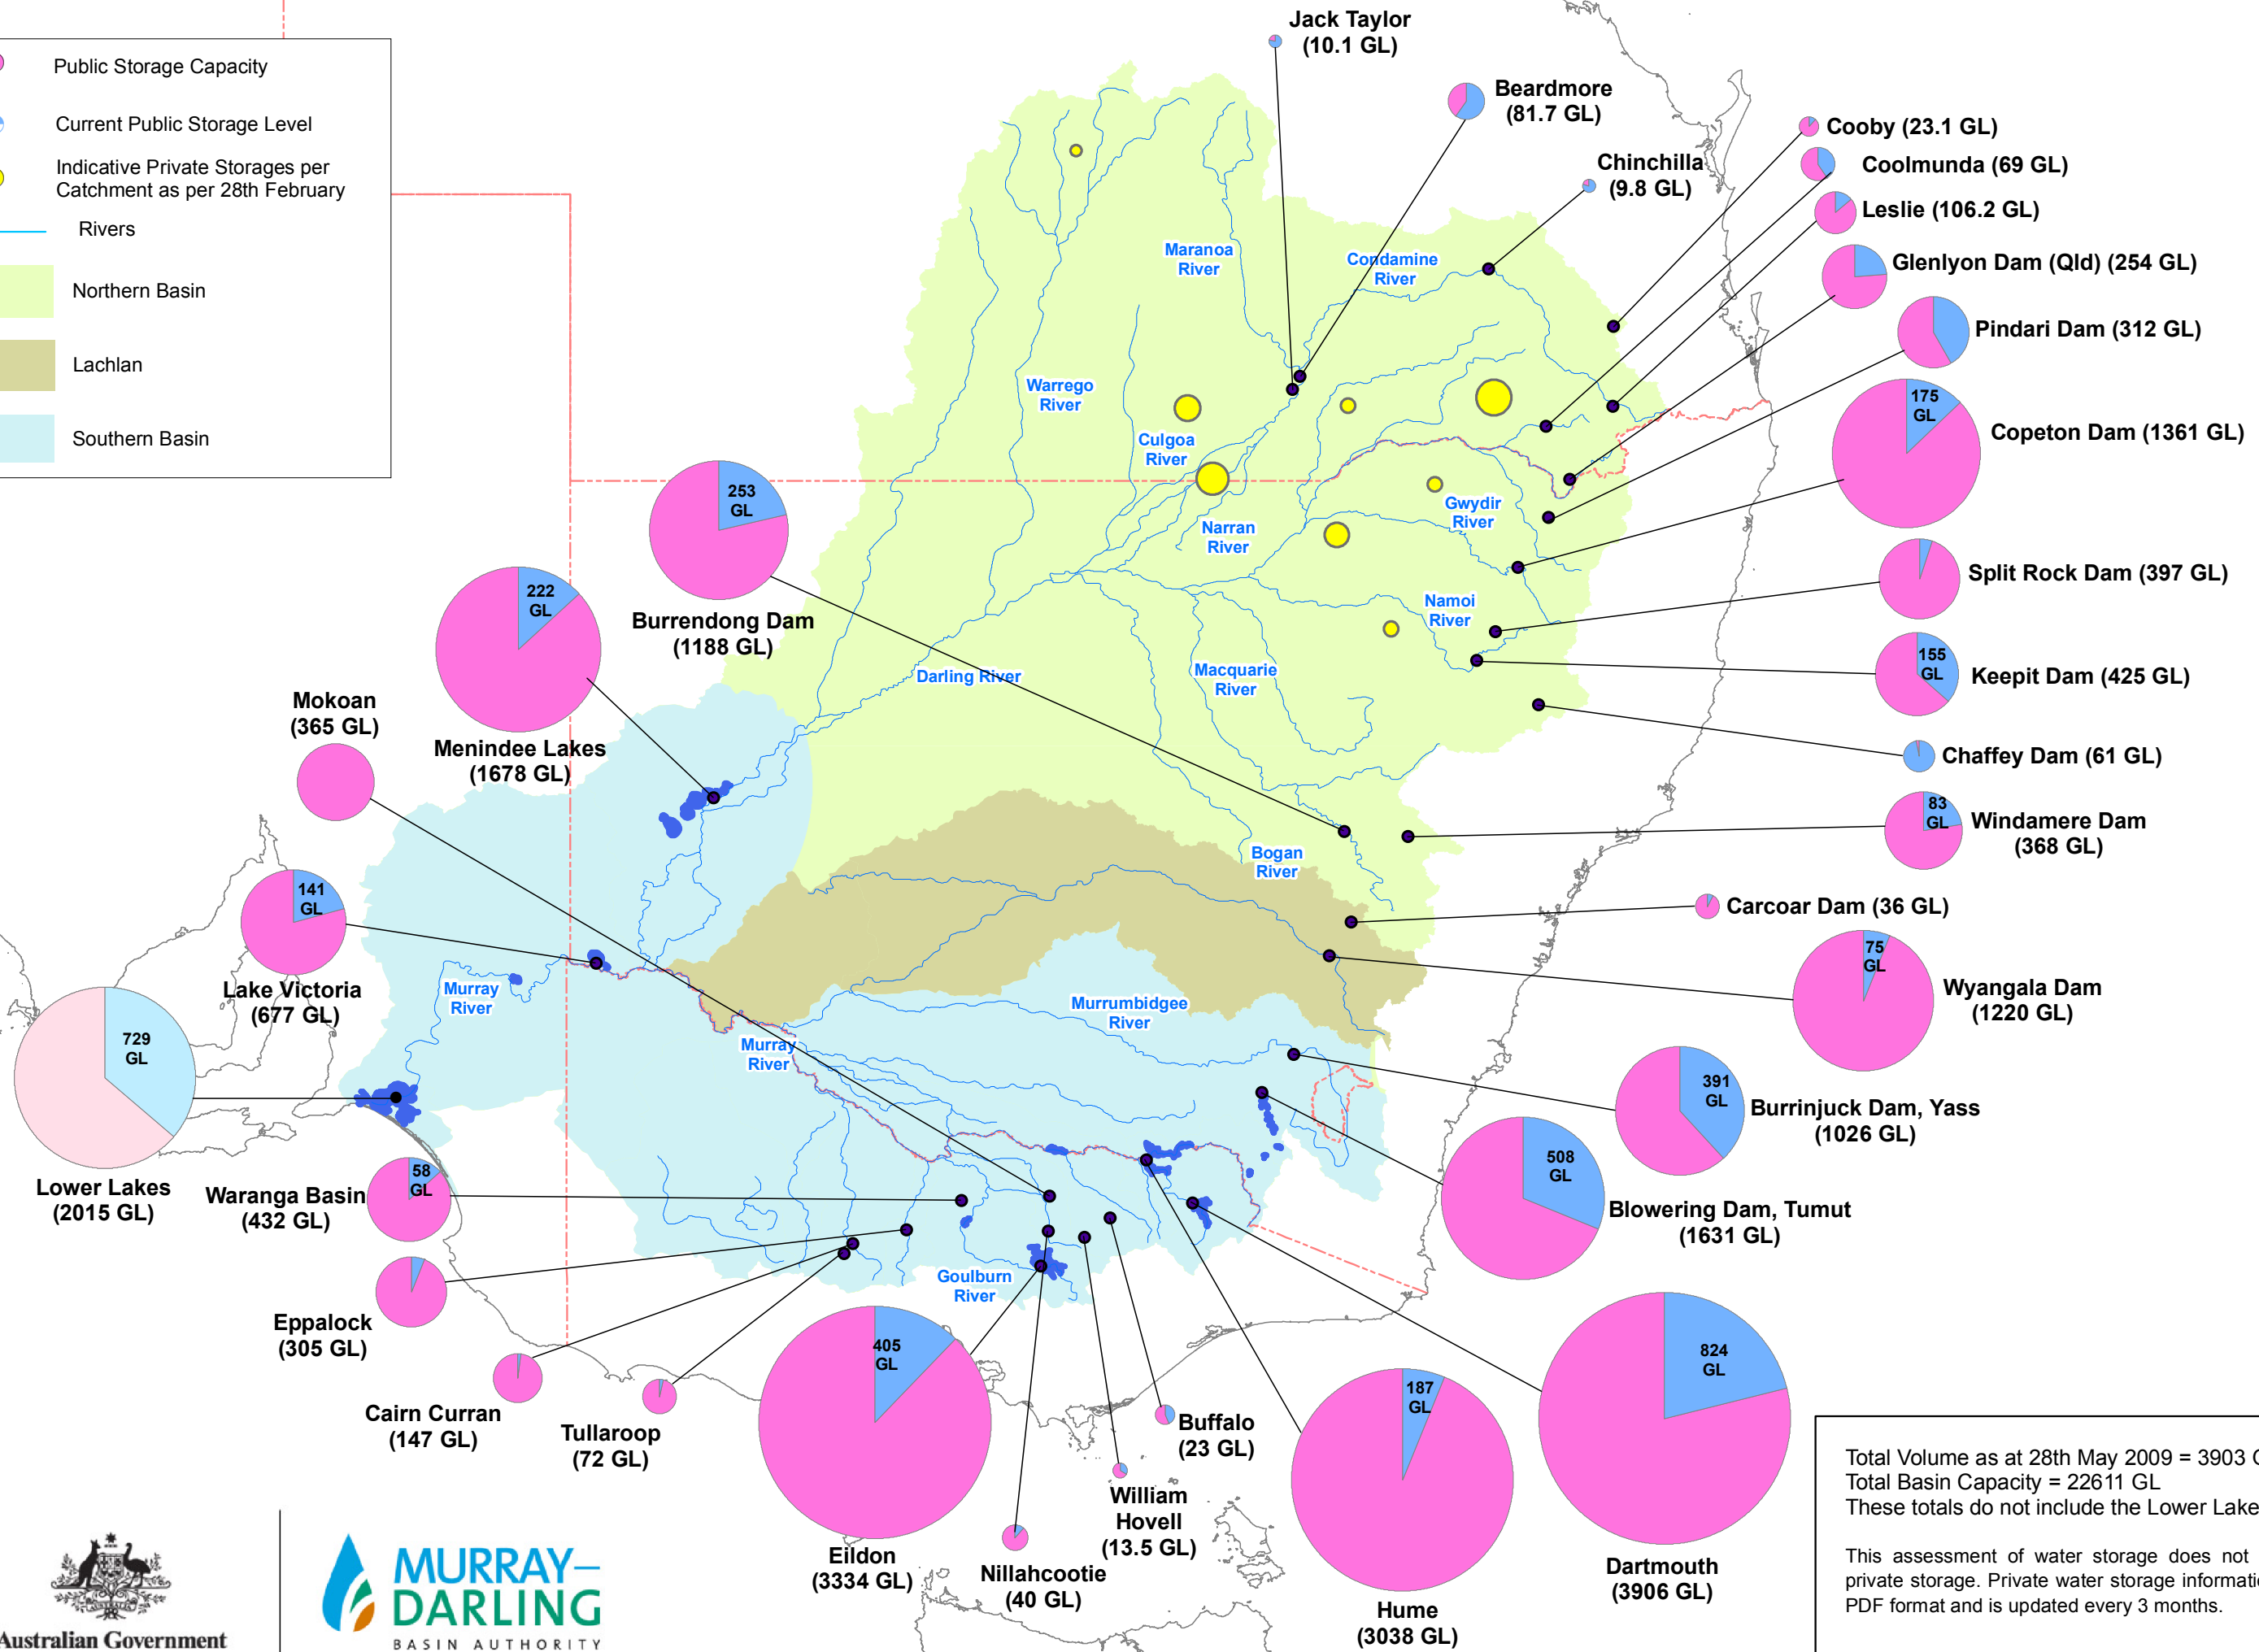 Public Storage Capacity
Current Public Storage Level
Indicative Private Storages per
Catchment as per 28th February
Rivers
Northern Basin
Lachlan
Southern Basin
Jack Taylor
(10.1 GL)
Beardmore
(81.7 GL)
Chinchilla
(9.8 GL)
Cooby (23.1 GL)
Coolmunda (69 GL)
Leslie (106.2 GL)
Glenlyon Dam (Qld) (254 GL)
Pindari Dam (312 GL)
175
GL
Copeton Dam (1361 GL)
Split Rock Dam (397 GL)
155
GL
Keepit Dam (425 GL)
Chaffey Dam (61 GL)
83
GL
Windamere Dam
(368 GL)
Carcoar Dam (36 GL)
75
GL
Wyangala Dam
(1220 GL)
391
GL
Burrinjuck Dam, Yass
(1026 GL)
508
GL
Blowering Dam, Tumut
(1631 GL)
824
GL
Dartmouth
(3906 GL)
187
GL
Hume
(3038 GL)
Buffalo
(23 GL)
William
Hovell
(13.5 GL)
Nillahcootie
(40 GL)
405
GL
Eildon
(3334 GL)
Tullaroop
(72 GL)
Cairn Curran
(147 GL)
Eppalock
(305 GL)
58
GL
Waranga Basin
(432 GL)
729
GL
Lower Lakes
(2015 GL)
141
GL
Lake Victoria
(677 GL)
Mokoan
(365 GL)
222
GL
Menindee Lakes
(1678 GL)
253
GL
Burrendong Dam
(1188 GL)
Maranoa
River
Condamine
River
Warrego
River
Culgoa
River
Narran
River
Gwydir
River
Namoi
River
Macquarie
River
Darling River
Bogan
River
Murrumbidgee
River
Murray
River
Murray
River
Goulburn
River
Total Volume as at 28th May 2009 = 3903
Total Basin Capacity = 22611 GL
These totals do not include the Lower Lake
This assessment of water storage does not
private storage. Private water storage
PDF format and is updated every 3 months.
Australian Government
MURRAY–
DARLING
BASIN AUTHORITY